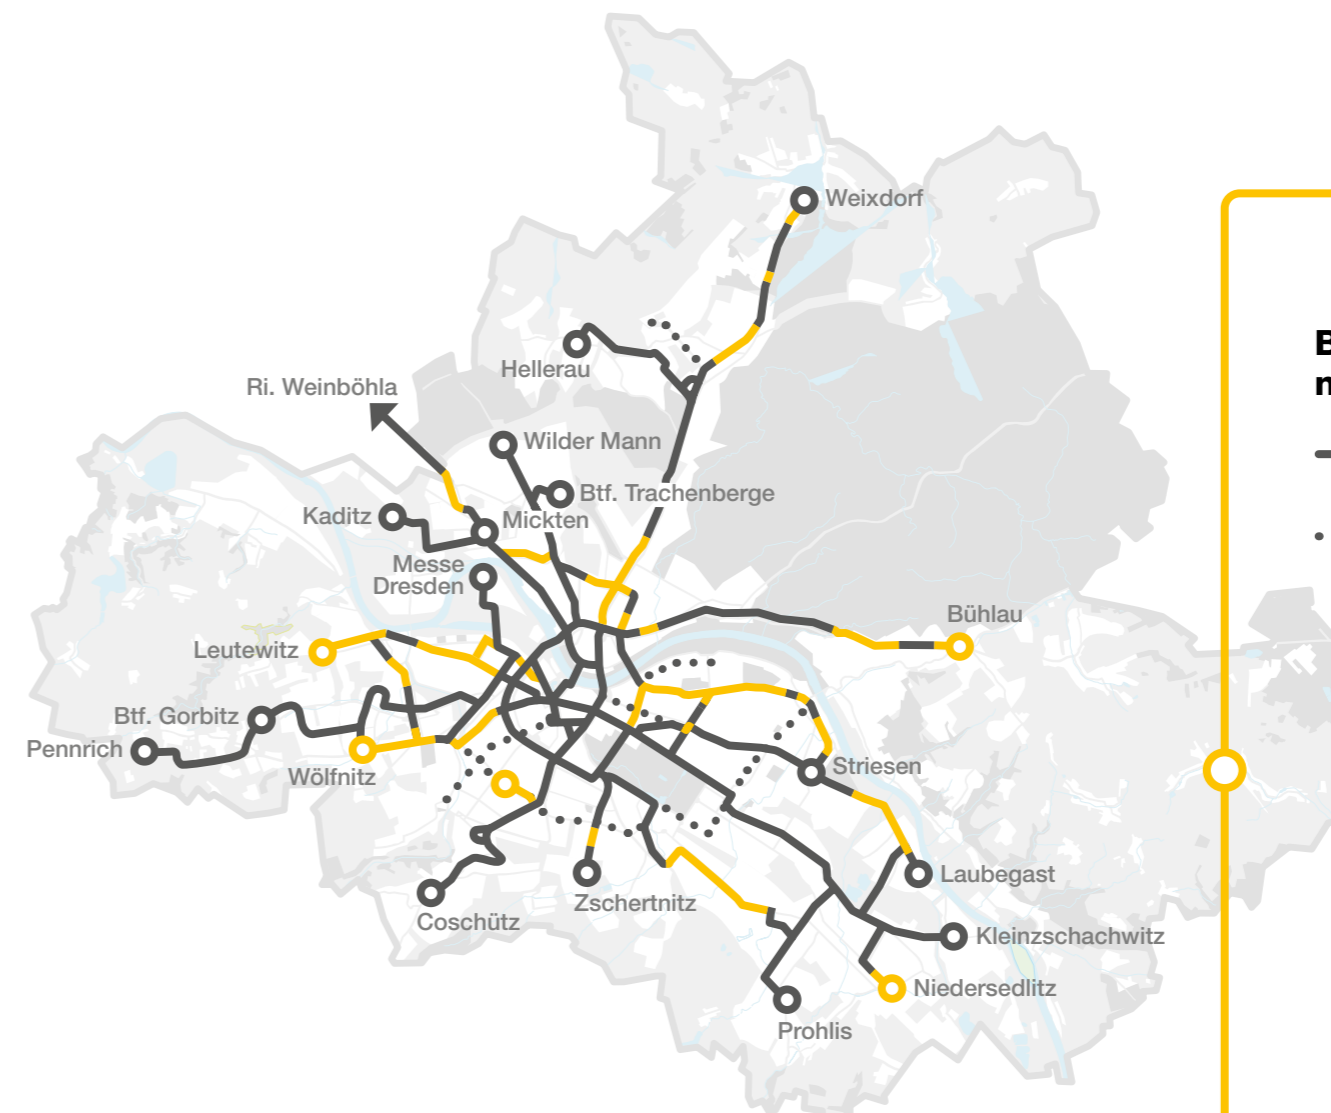 Weixdorf
Hellerau
Ri. Weinböhla
Wilder Mann
Btf. Trachenberge
Kaditz
Mickten
Messe
Dresden
Bühlau
Leutewitz
Btf. Gorbitz
Pennrich
Wölfnitz
Striesen
Laubegast
Coschütz
Zschertnitz
Kleinzschachwitz
Niedersedlitz
Prohlis